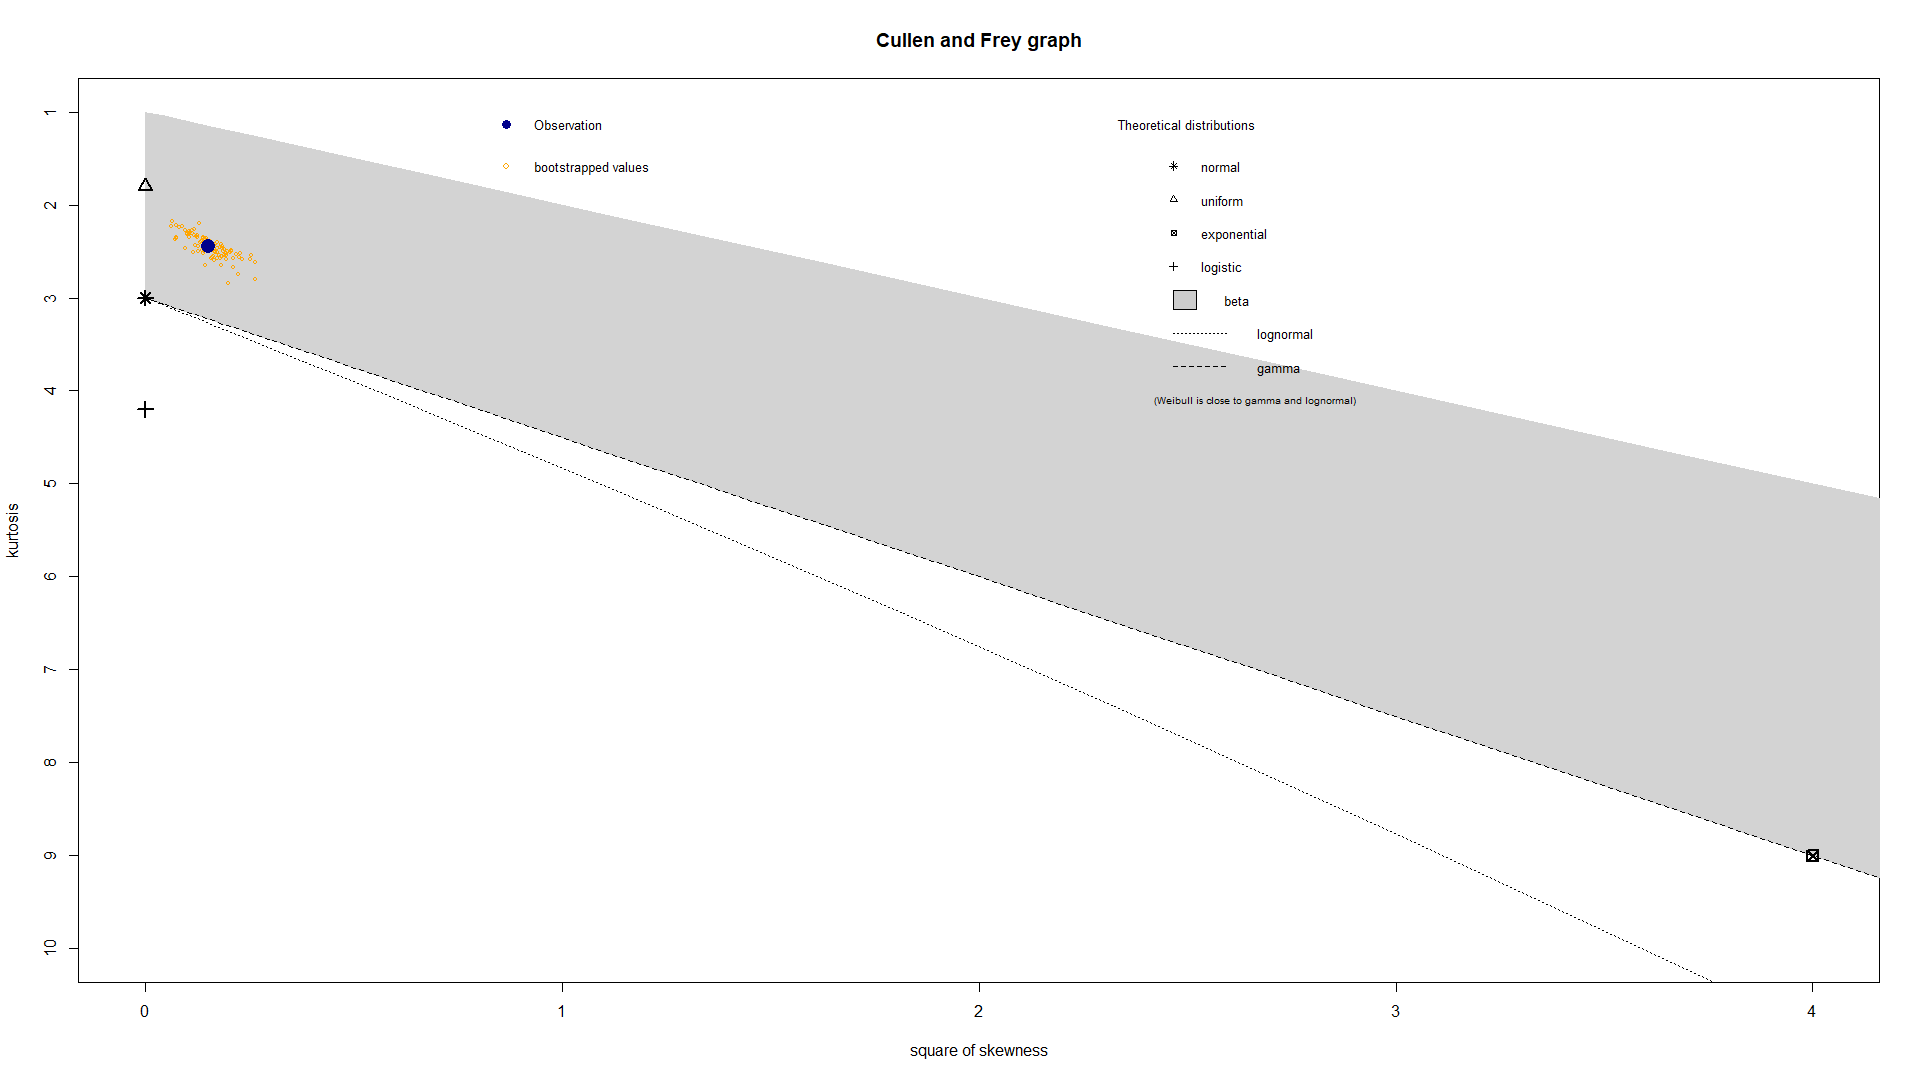 Cullen and Frey graph
Observation
bootstrapped values
Theoretical distributions
normal
uniform
exponential
logistic
beta
lognormal
gamma
(Weibull is close to gamma and lognormal)
kurtosis
1
2
3
4
5
6
7
8
9
10
0 1 2 3 4
square of skewness